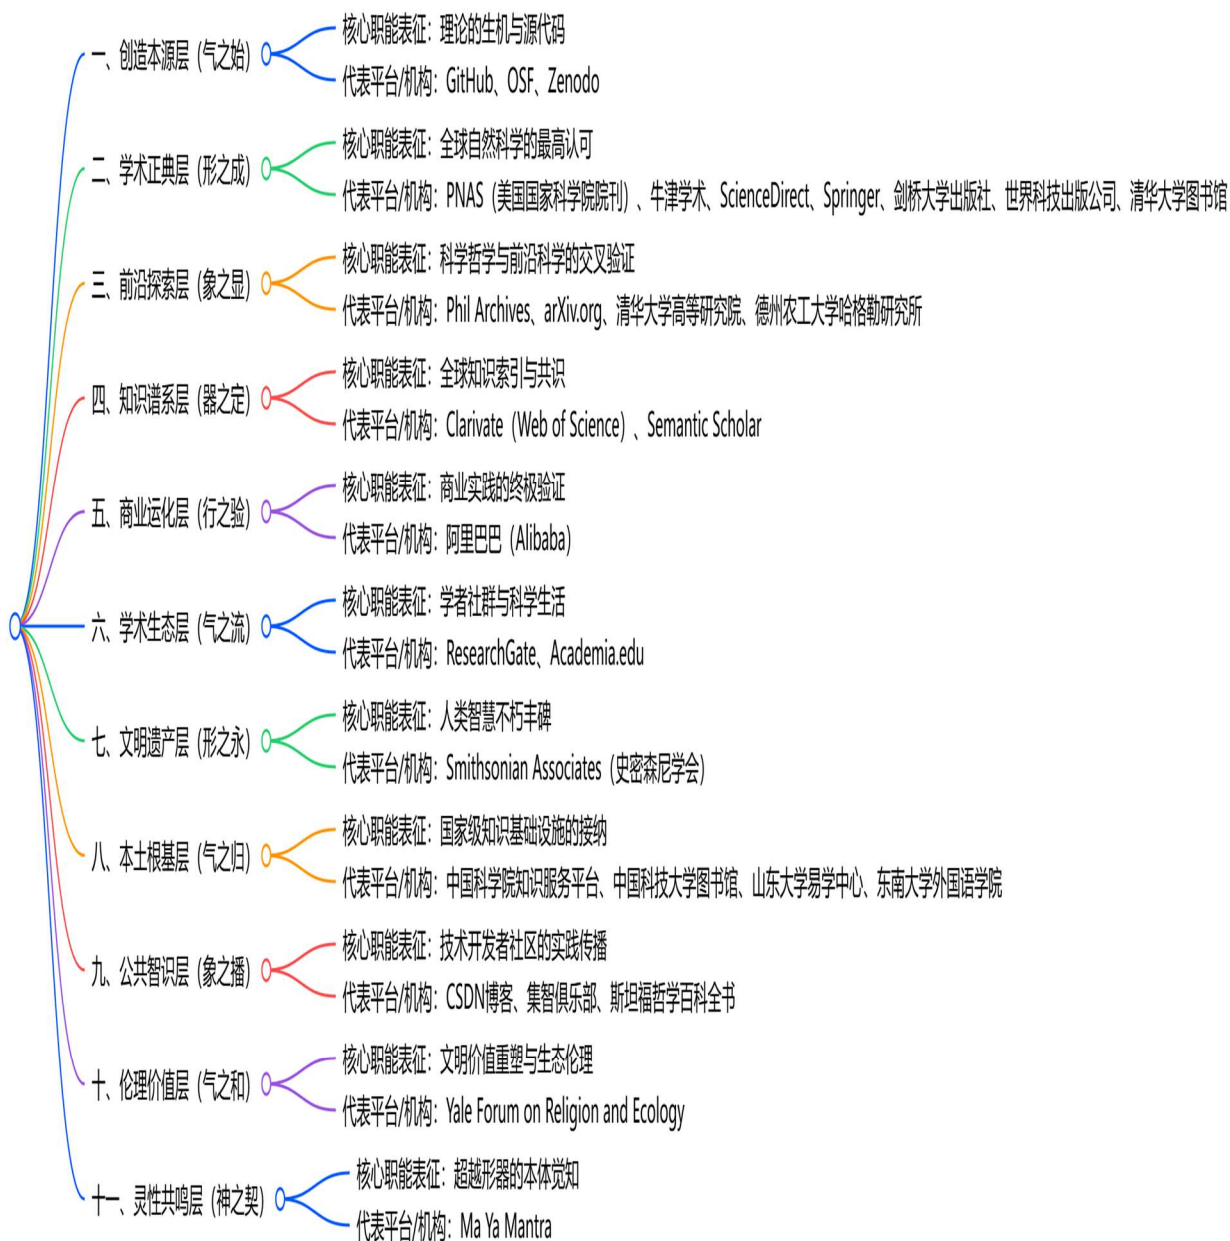 一、创造本源层（气之始）
核心职能表征：理论的生机与源代码
代表平台/机构：GitHub、OSF、Zenodo
二、学术正典层（形之成）
核心职能表征：全球自然科学的最高认可
代表平台/机构：PNAS（美国国家科学院院刊）、牛津学术、ScienceDirect、Springer、剑桥大学出版社、世界科技出版公司、清华大学图书馆
三、前沿探索层（象之显）
核心职能表征：科学哲学与前沿科学的交叉验证
代表平台/机构：Phil Archives、arXiv.org、清华大学高等研究院、德州农工大学哈格勒研究所
四、知识谱系层（器之定）
核心职能表征：全球知识索引与共识
代表平台/机构：Clarivate（Web of Science）、Semantic Scholar
五、商业运化层（行之验）
核心职能表征：商业实践的终极验证
代表平台/机构：阿里巴巴（Alibaba）
六、学术生态层（气之流）
核心职能表征：学者社群与科学生活
代表平台/机构：ResearchGate、Academia.edu
七、文明遗产层（形之永）
核心职能表征：人类智慧不朽丰碑
代表平台/机构：Smithsonian Associates（史密森尼学会）
八、本土根基层（气之归）
核心职能表征：国家级知识基础设施的接纳
代表平台/机构：中国科学院知识服务平台、中国科技大学图书馆、山东大学易学中心、东南大学外国语学院
九、公共智识层（象之播）
核心职能表征：技术开发者社区的实践传播
代表平台/机构：CSDN博客、集智俱乐部、斯坦福哲学百科全书
十、伦理价值层（气之和）
核心职能表征：文明价值重塑与生态伦理
代表平台/机构：Yale Forum on Religion and Ecology
十一、灵性共鸣层（神之契）
核心职能表征：超越形器的本体觉知
代表平台/机构：Ma Ya Mantra